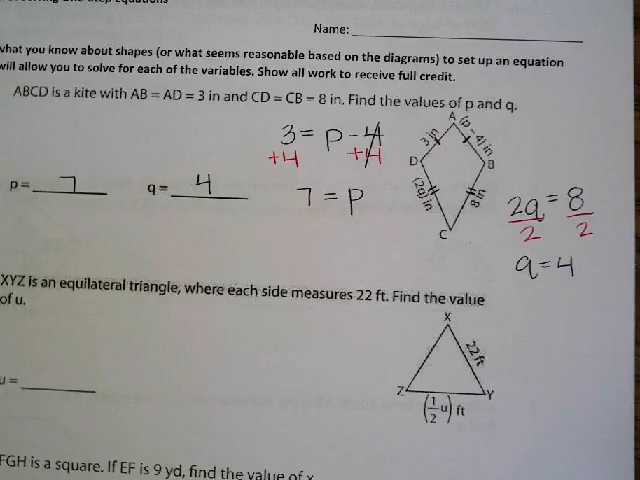 Name:
what you know about shapes (or what seems reasonable based on the diagrams) to set up an equation
will allow you to solve for each of the variables. Show all work to receive full credit.
ABCD is a kite with AB = AD = 3 in and CD = CB = 8 in. Find the values of p and q.
A
3 in
(p - 4) in
D
B
(2q) in
8 in
C
3 = p - 4
+4 +4
7 = p
p = 7
q = 4
2q = 8
2 2
q = 4
XYZ is an equilateral triangle, where each side measures 22 ft. Find the value
of u.
X
22 ft
Z
Y
(1/2 u) ft
u =
FGH is a square. If EF is 9 yd, find the value of x